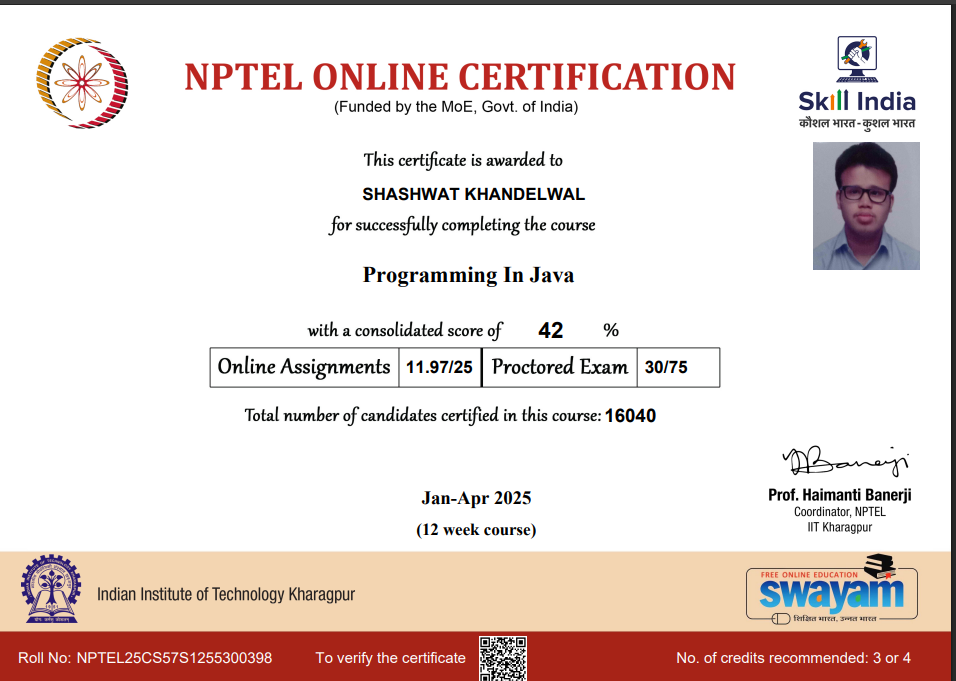 NPTEL ONLINE CERTIFICATION
(Funded by the MoE, Govt. of India)
Skill India
कौशल भारत - कुशल भारत
This certificate is awarded to
SHASHWAT KHANDELWAL
for successfully completing the course
Programming In Java
with a consolidated score of 42 %
Online Assignments 11.97/25 Proctored Exam 30/75
Total number of candidates certified in this course: 16040
Banerji
Prof. Haimanti Banerji
Coordinator, NPTEL
IIT Kharagpur
Jan-Apr 2025
(12 week course)
Indian Institute of Technology Kharagpur
FREE ONLINE EDUCATION
swayam
शिक्षित भारत, उन्नत भारत
Roll No: NPTEL25CS57S1255300398 To verify the certificate No. of credits recommended: 3 or 4